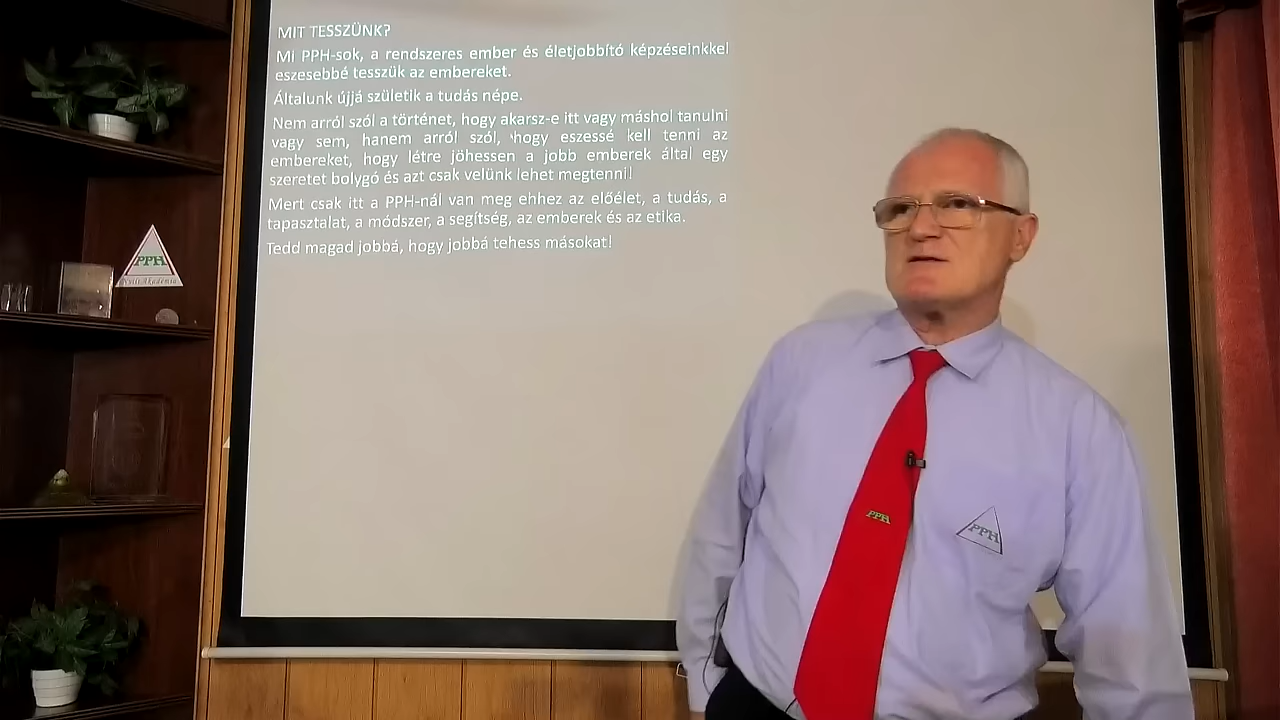 MIT TESSZÜNK?
Mi PPH-sok, a rendszeres ember és életjobbító képzéseinkkel
eszesebbé tesszük az embereket.
Általunk újjá születik a tudás népe.
Nem arról szól a történet, hogy akarsz-e itt vagy máshol tanulni
vagy sem, hanem arról szól, hogy eszessé kell tenni az
embereket, hogy létre jöhessen a jobb emberek által egy
szeretet bolygó és azt csak velünk lehet megtenni!
Mert csak itt a PPH-nál van meg ehhez az előélet, a tudás, a
tapasztalat, a módszer, a segítség, az emberek és az etika.
Tedd magad jobbá, hogy jobbá tehess másokat!
PPH
Nyílt Akadémia
PPH
PPH